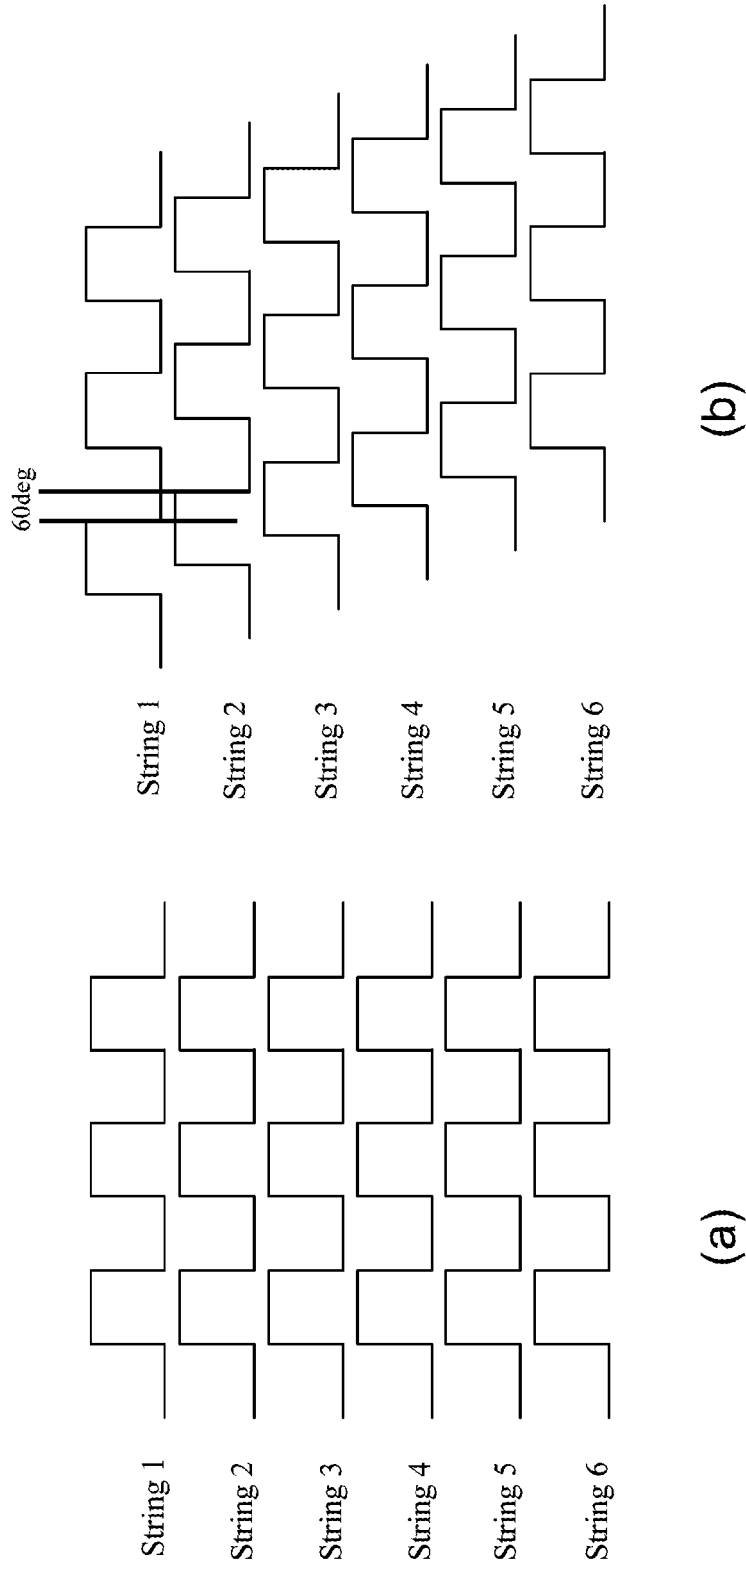 String 1
String 2
String 3
String 4
String 5
String 6
(a)
60deg
String 1
String 2
String 3
String 4
String 5
String 6
(b)